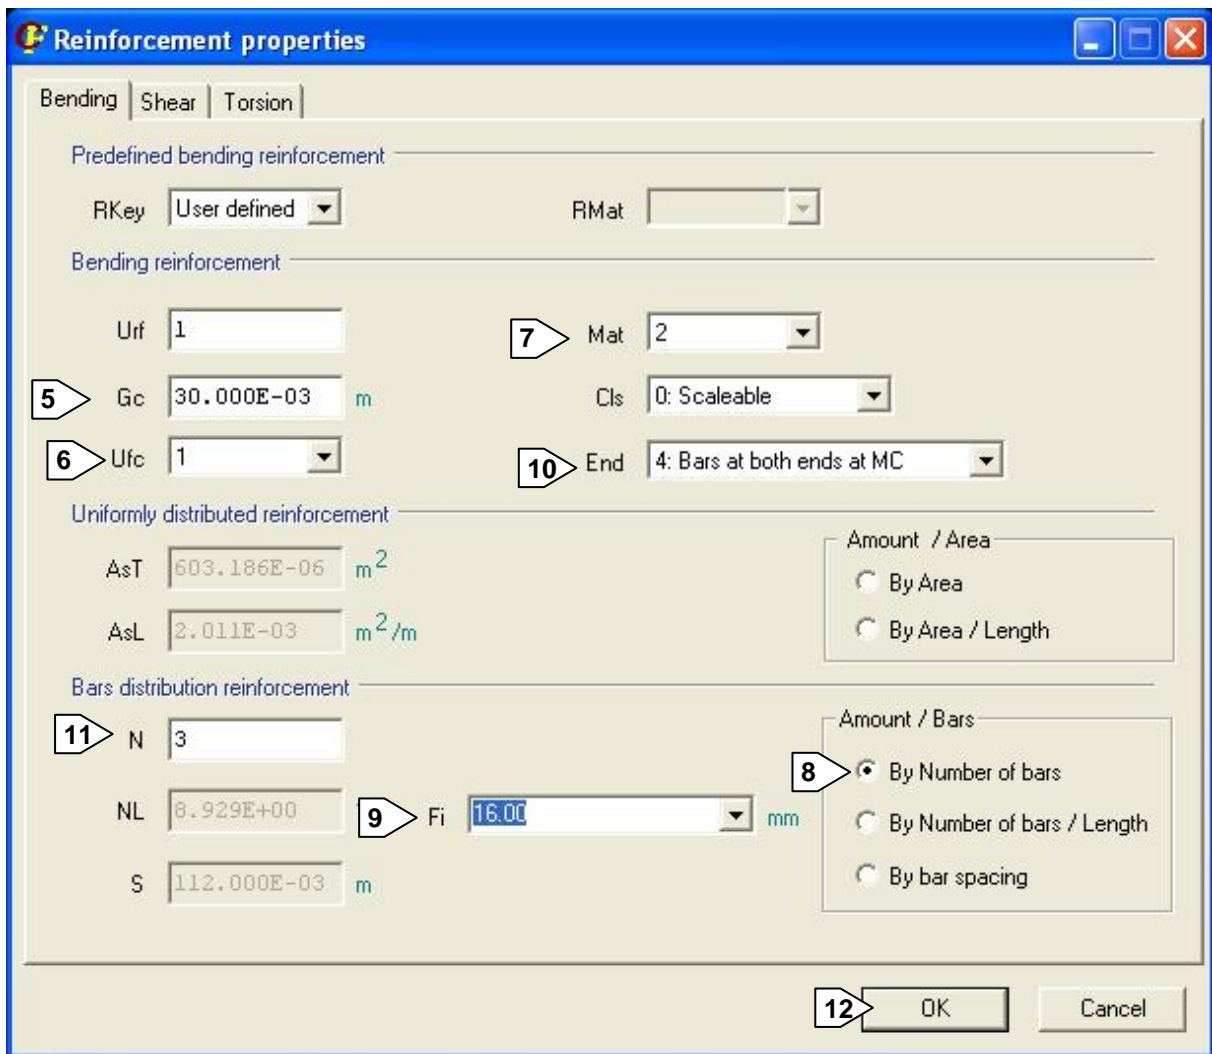 CF Reinforcement properties
Bending Shear Torsion
Predefined bending reinforcement
RKey User defined RMat
Bending reinforcement
Urf 1 7 Mat 2
5 Gc 30.000E-03 m Cls 0: Scaleable
6 Ufc 1 10 End 4: Bars at both ends at MC
Uniformly distributed reinforcement
Amount / Area
AsT 603.186E-06 m2 By Area
AsL 2.011E-03 m2/m By Area / Length
Bars distribution reinforcement
Amount / Bars
11 N 3 8 By Number of bars
NL 8.929E+00 9 Fi 16.00 mm By Number of bars / Length
S 112.000E-03 m By bar spacing
12 OK Cancel